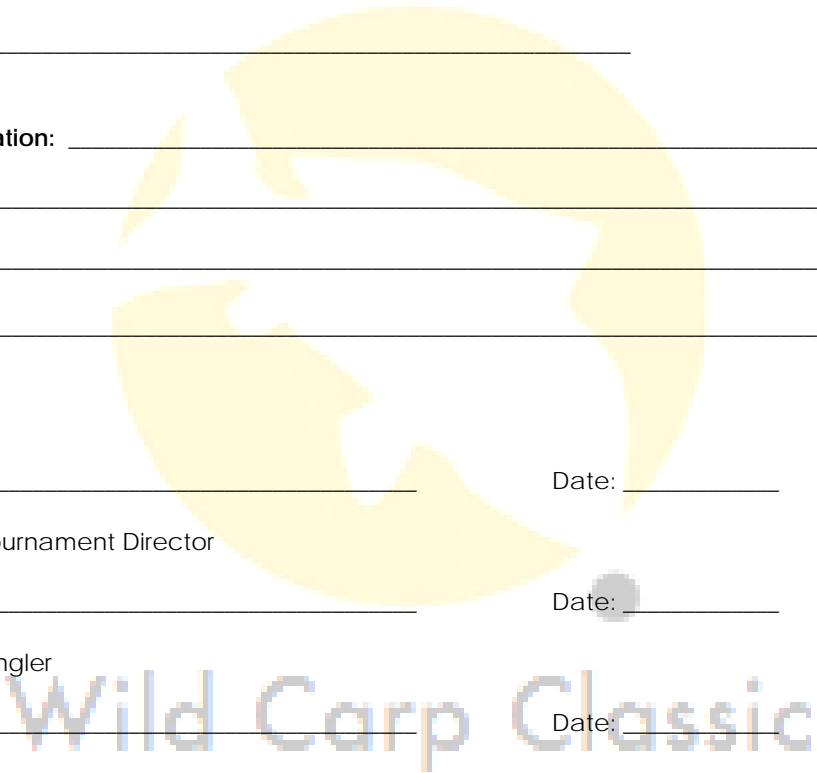 ation:
Date:
urnament Director
Date:
ngler
Wild Carp Classic
Date: